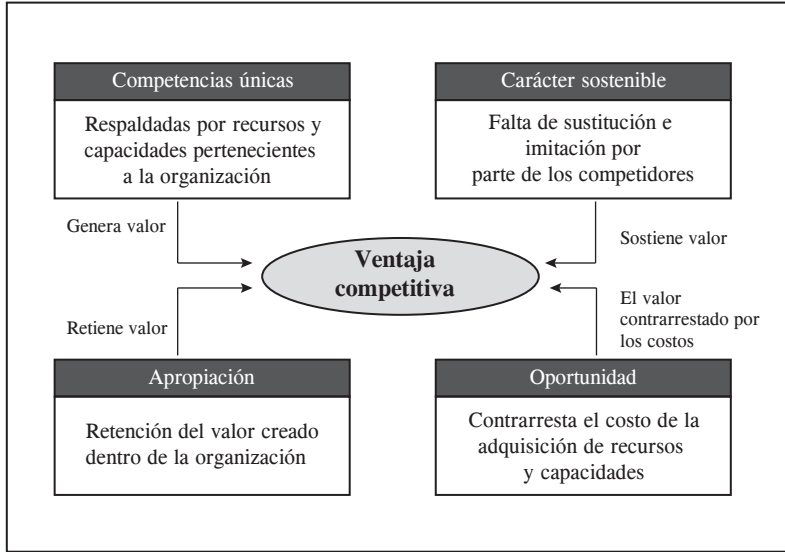 Competencias únicas
Respaldadas por recursos y
capacidades pertenecientes
a la organización
Carácter sostenible
Falta de sustitución e
imitación por
parte de los competidores
Genera valor
Sostiene valor
Ventaja
competitiva
Retiene valor
El valor
contrarrestado por
los costos
Apropiación
Retención del valor creado
dentro de la organización
Oportunidad
Contrarresta el costo de la
adquisición de recursos
y capacidades